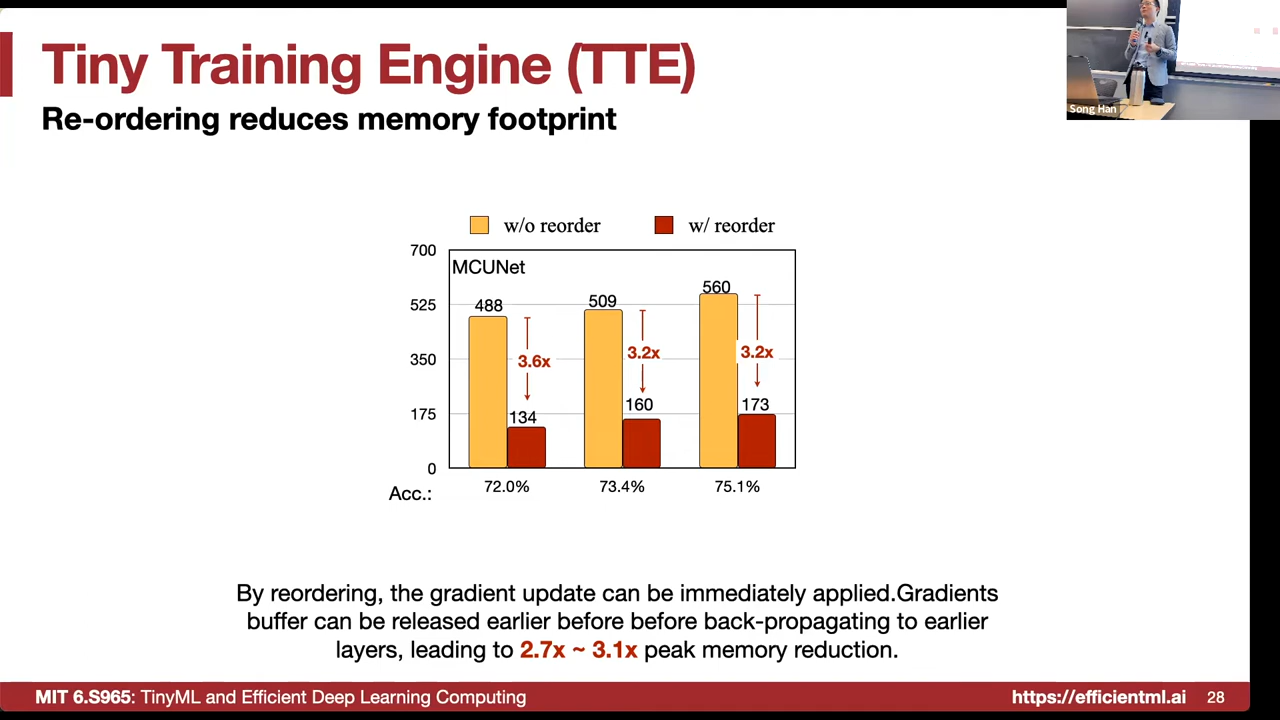 Tiny Training Engine (TTE)
Re-ordering reduces memory footprint
Song Han
w/o reorder w/ reorder
700
MCUNet
525
350
175
0
488
509
560
3.6x
3.2x
3.2x
134
160
173
Acc.: 72.0% 73.4% 75.1%
By reordering, the gradient update can be immediately applied.Gradients
buffer can be released earlier before before back-propagating to earlier
layers, leading to 2.7x ~ 3.1x peak memory reduction.
MIT 6.S965: TinyML and Efficient Deep Learning Computing
https://efficientml.ai 28